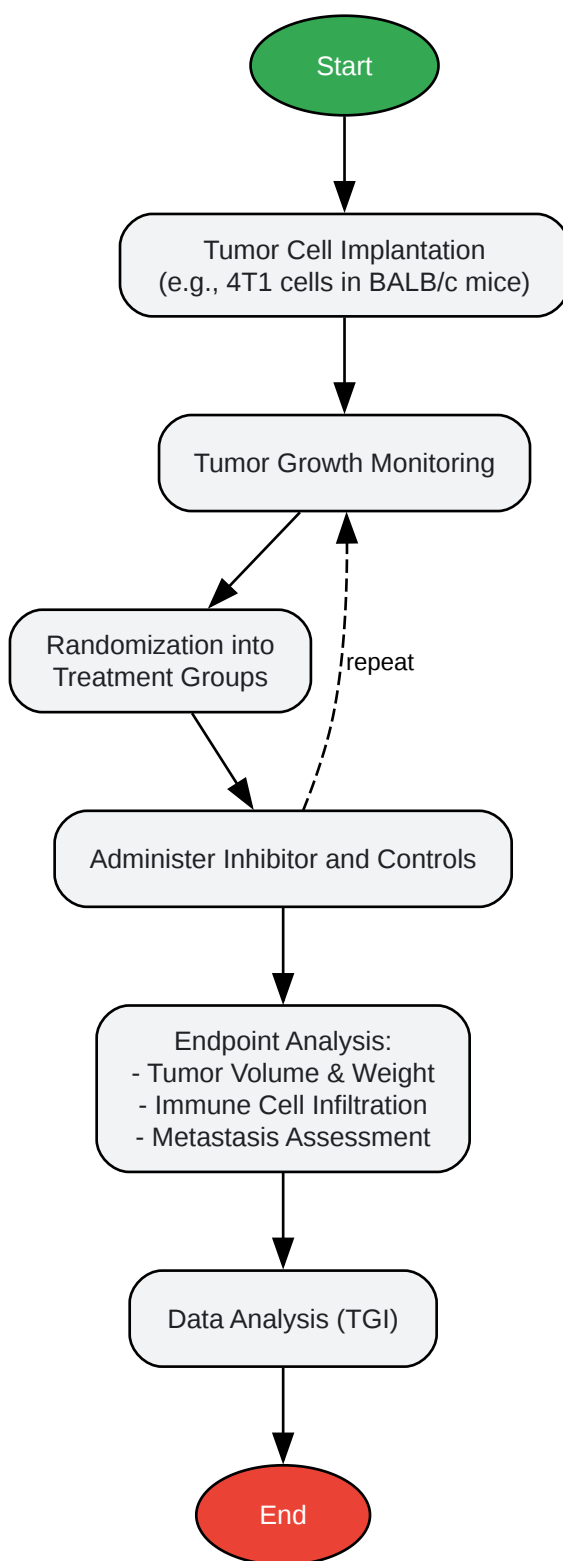 Start
Tumor Cell Implantation
(e.g., 4T1 cells in BALB/c mice)
Tumor Growth Monitoring
Randomization into
Treatment Groups
repeat
Administer Inhibitor and Controls
Endpoint Analysis:
- Tumor Volume & Weight
- Immune Cell Infiltration
- Metastasis Assessment
Data Analysis (TGI)
End